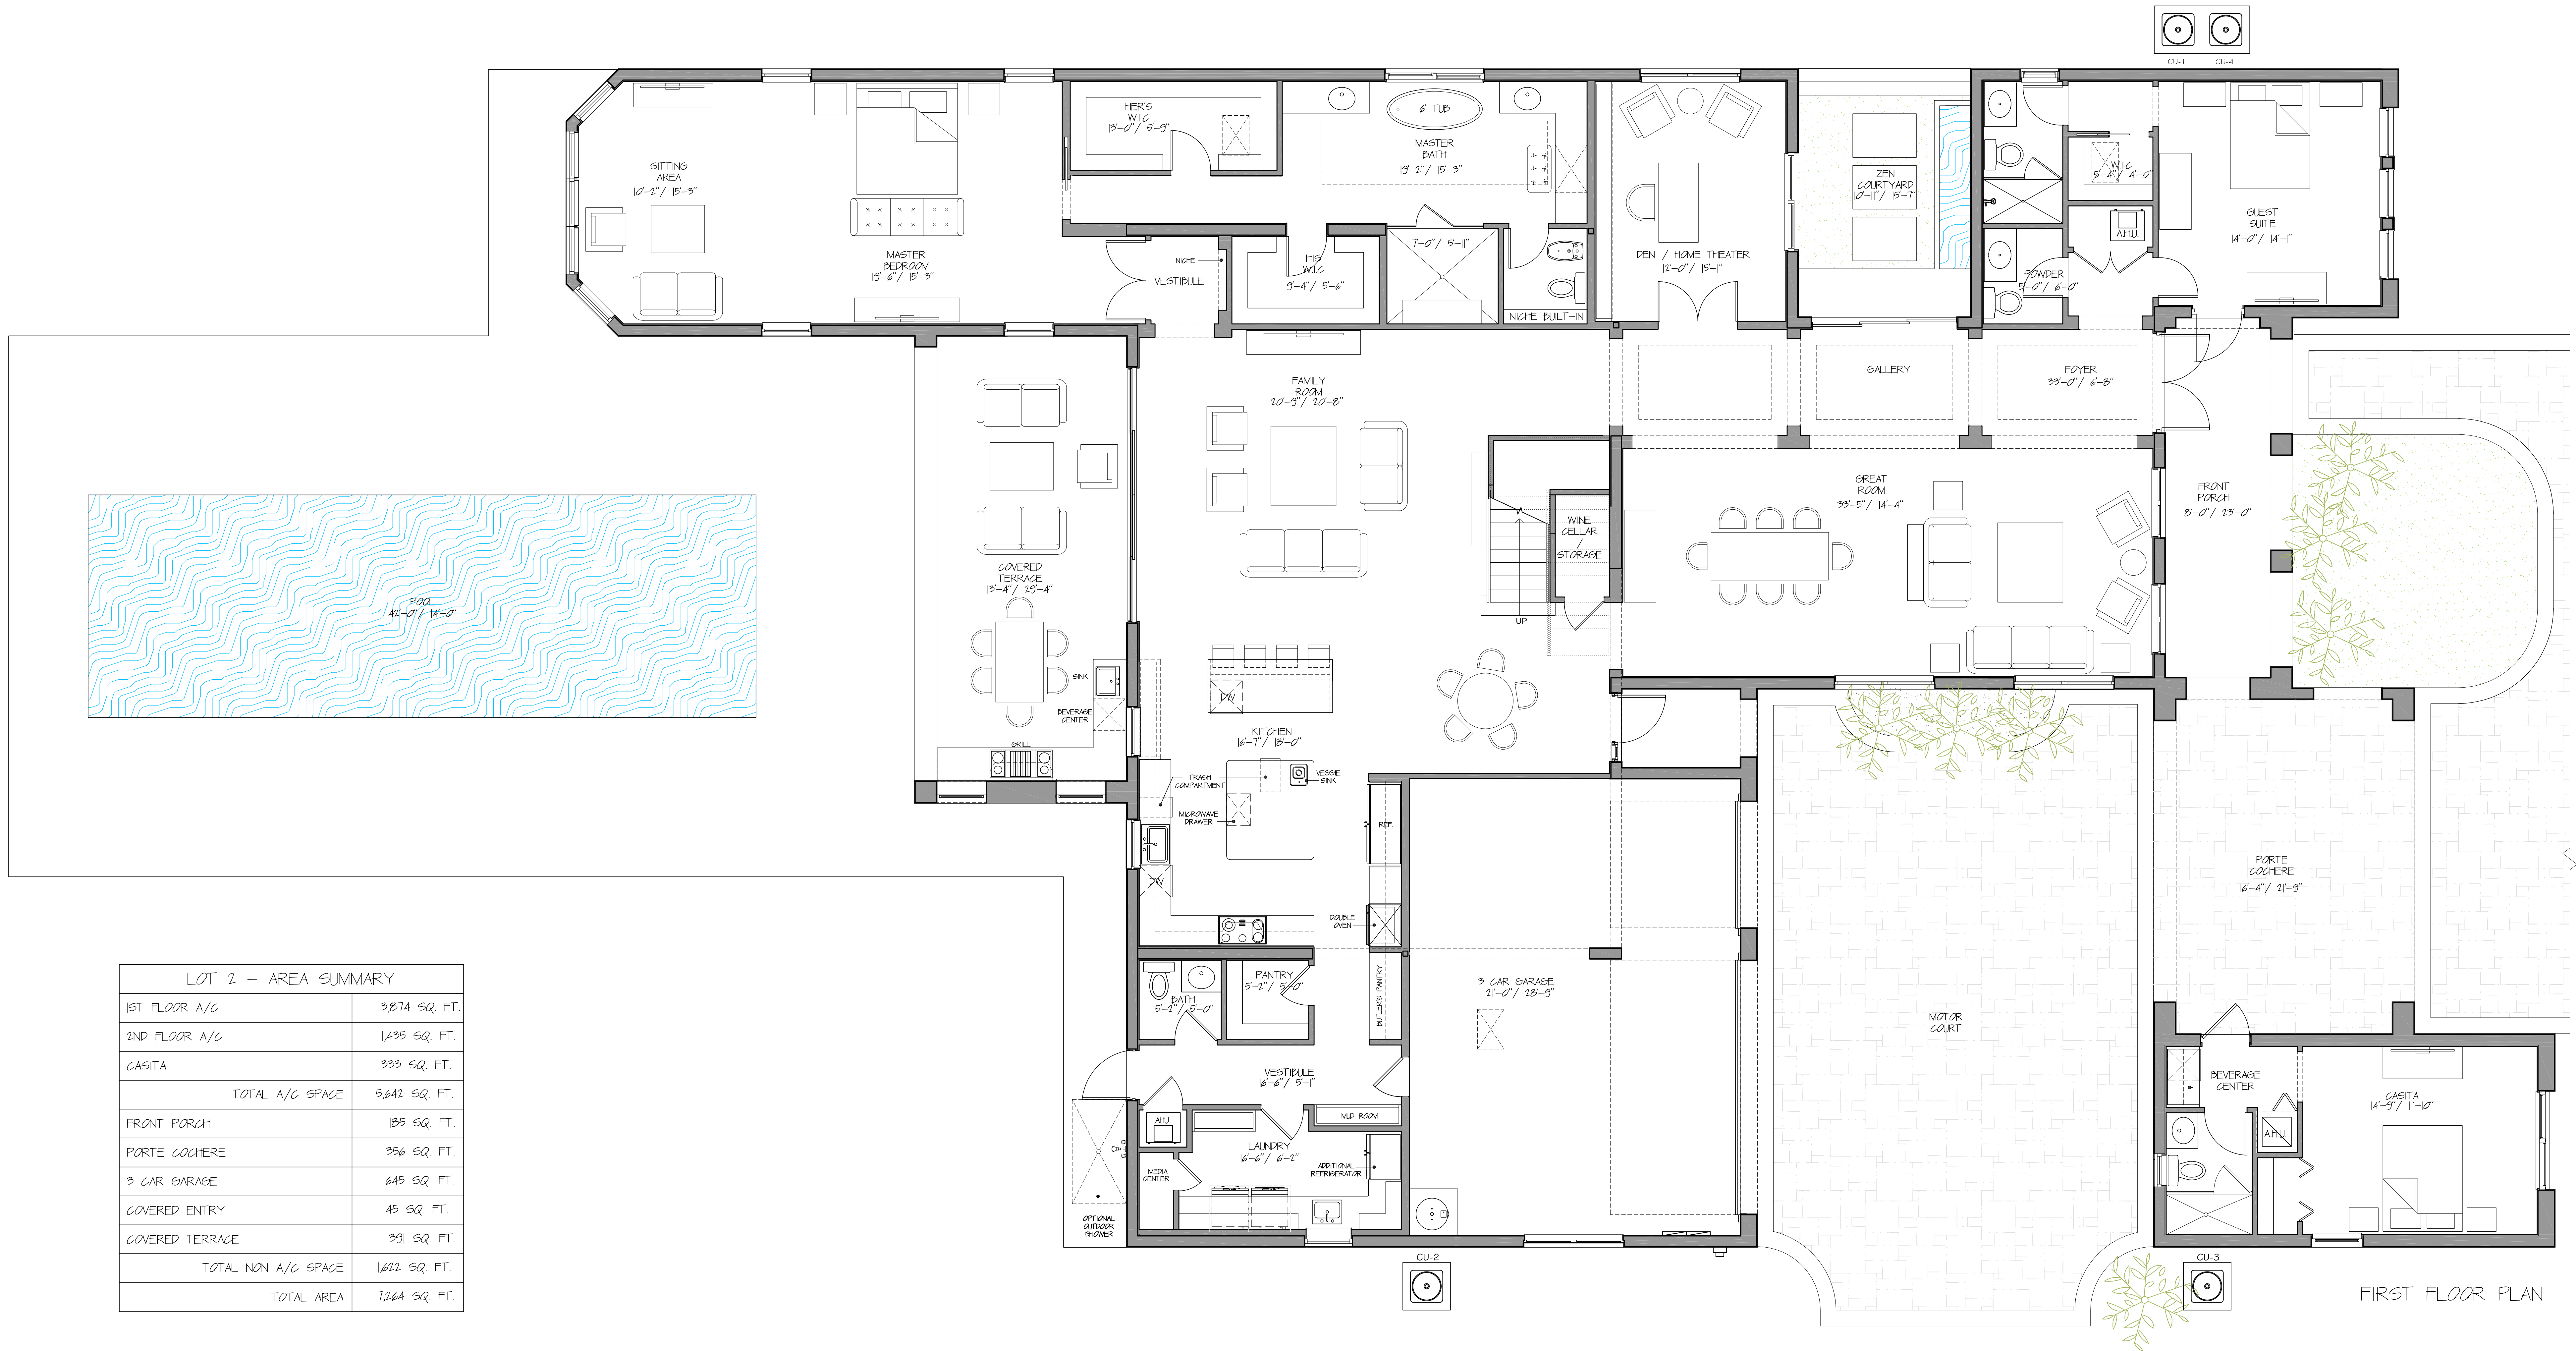 CU-1
CU-4
HER'S
W.I.C
13'-0"/ 5'-9"
6' TUB
MASTER
BATH
19'-2"/ 15'-3"
SITTING
AREA
10'-2"/ 15'-3"
MASTER
BEDROOM
19'-6"/ 15'-3"
NICHE
VESTIBULE
HIS
W.I.C
9'-4"/ 5'-6"
7'-0"/ 5'-11"
NICHE BUILT-IN
DEN / HOME THEATER
12'-0"/ 15'-1"
ZEN
COURTYARD
10'-11"/ 15'-7"
W.I.C
5'-4"/ 4'-0"
A.H.U.
POWDER
5'-0"/ 6'-0"
GUEST
SUITE
14'-0"/ 14'-1"
FAMILY
ROOM
20'-9"/ 20'-8"
GALLERY
FOYER
33'-0"/ 6'-8"
GREAT
ROOM
33'-5"/ 14'-4"
FRONT
PORCH
8'-0"/ 23'-0"
WINE
CELLAR
/
STORAGE
UP
COVERED
TERRACE
13'-4"/ 29'-4"
POOL
42'-0"/ 14'-0"
SINK
BEVERAGE
CENTER
GRILL
DW
KITCHEN
16'-7"/ 18'-0"
TRASH
COMPARTMENT
VEGGIE
SINK
MICROWAVE
DRAWER
REF.
DW
DOUBLE
OVEN
PORTE
COCHERE
16'-4"/ 21'-9"
PANTRY
5'-2"/ 5'-0"
BATH
5'-2"/ 5'-0"
BUTLER'S PANTRY
3 CAR GARAGE
21'-0"/ 28'-9"
MOTOR
COURT
VESTIBULE
16'-6"/ 5'-1"
MUD ROOM
AHU
LAUNDRY
16'-6"/ 6'-2"
MEDIA
CENTER
ADDITIONAL
REFRIGERATOR
OPTIONAL
OUTDOOR
SHOWER
BEVERAGE
CENTER
CASITA
14'-9"/ 11'-10"
A.H.U.
CU-2
CU-3
LOT 2 - AREA SUMMARY
1ST FLOOR A/C 3,874 SQ. FT.
2ND FLOOR A/C 1,435 SQ. FT.
CASITA 333 SQ. FT.
TOTAL A/C SPACE 5,642 SQ. FT.
FRONT PORCH 185 SQ. FT.
PORTE COCHERE 356 SQ. FT.
3 CAR GARAGE 645 SQ. FT.
COVERED ENTRY 45 SQ. FT.
COVERED TERRACE 391 SQ. FT.
TOTAL NON A/C SPACE 1,622 SQ. FT.
TOTAL AREA 7,264 SQ. FT.
FIRST FLOOR PLAN